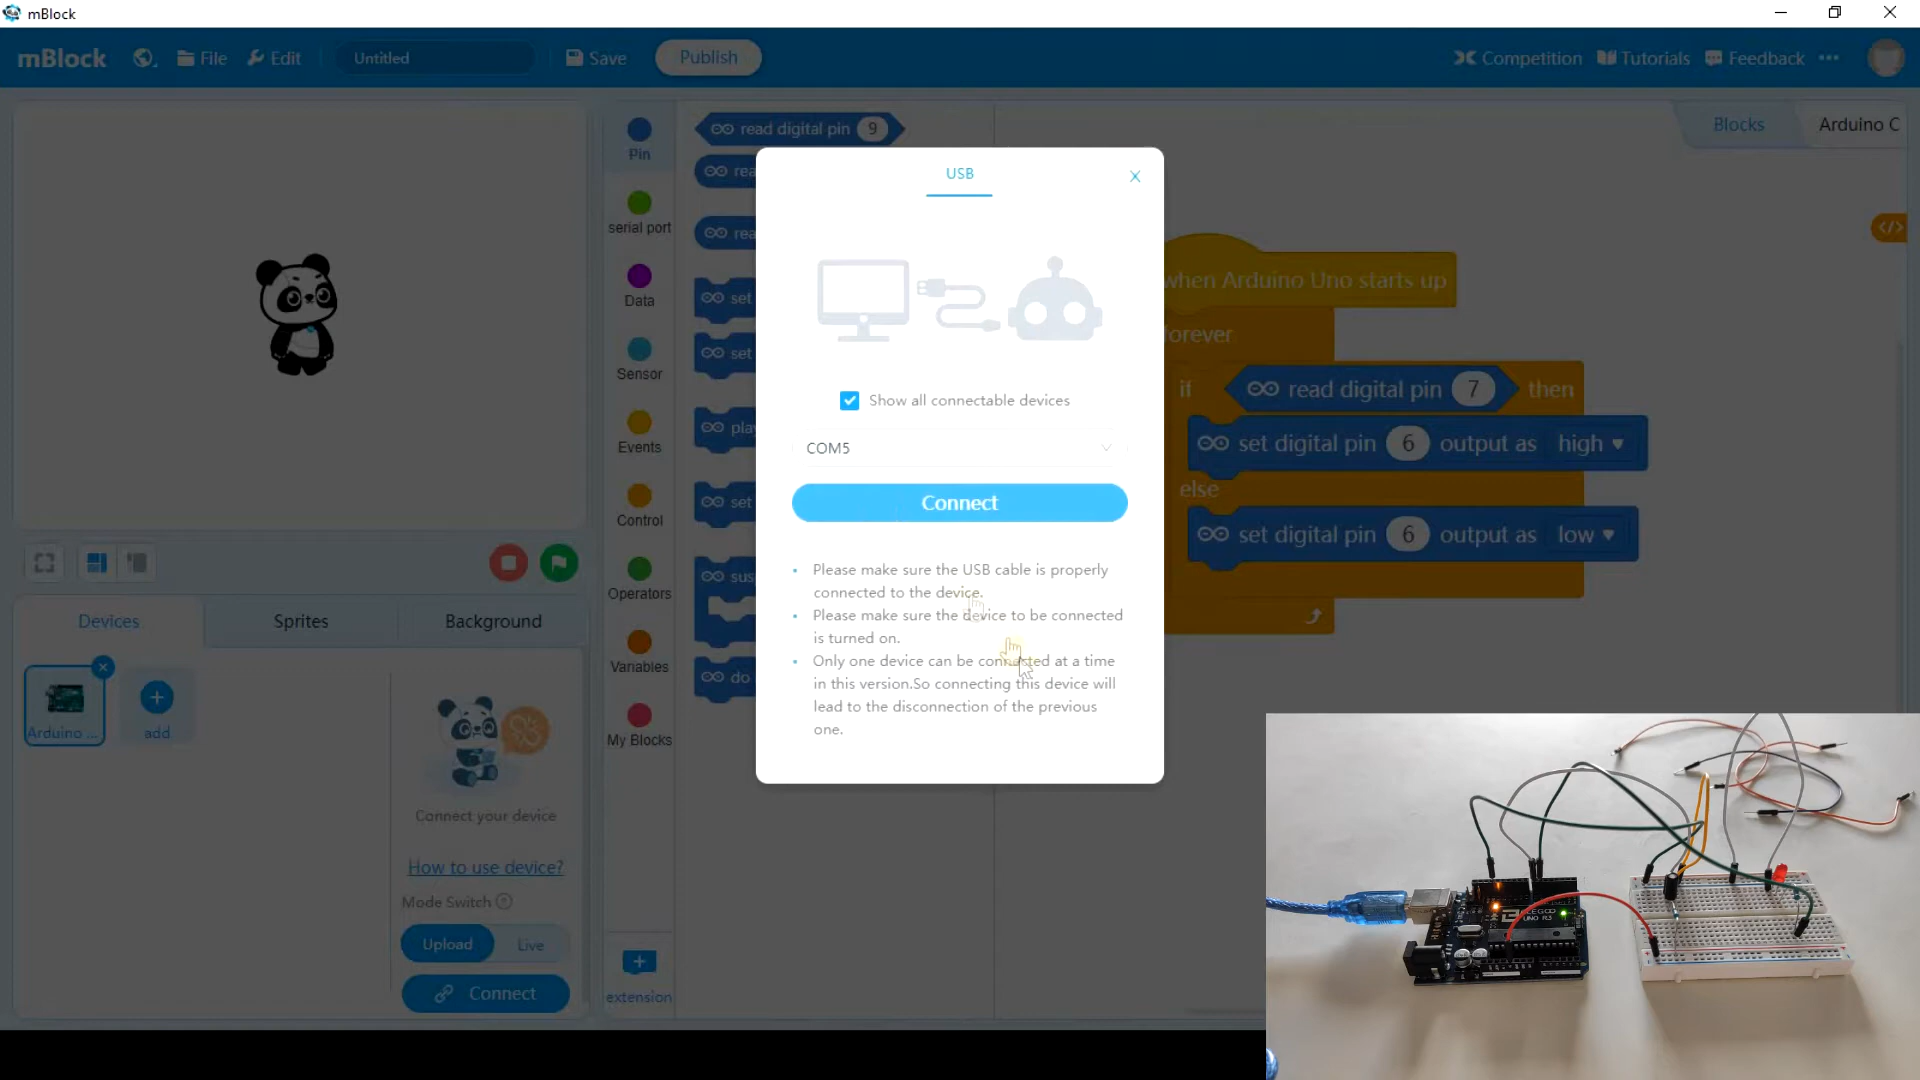 mBlock
mBlock File Edit Untitled Save Publish Competition Tutorials Feedback
Blocks Arduino C
Pin
serial port
Data
Sensor
Events
Control
Operators
Variables
My Blocks
extension
read digital pin 9
set
set
set
do
USB
X
Show all connectable devices
COM5
Connect
Please make sure the USB cable is properly
connected to the device.
Please make sure the device to be connected
is turned on.
Only one device can be connected at a time
in this version.So connecting this device will
lead to the disconnection of the previous
one.
when Arduino Uno starts up
forever
if read digital pin 7 then
set digital pin 6 output as high
else
set digital pin 6 output as low
Devices Sprites Background
Arduino ...
add
Connect your device
How to use device?
Mode Switch
Upload Live
Connect
UNO R3